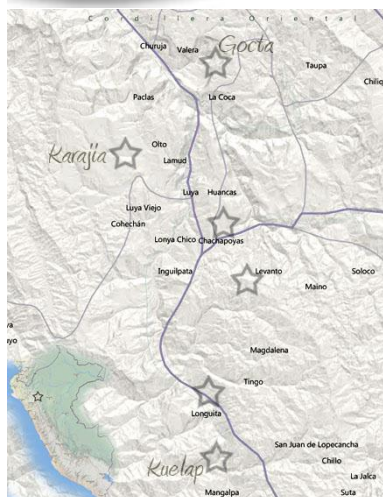 Cordillera Oriental
Churuja
Valera
Gocta
Taupa
Chiliq
Paclas
La Coca
Olto
Karajia
Lamud
Luya
Huancas
Luya Viejo
Cohechán
Lonya Chico
Chachapoyas
Inguilpata
Levanto
Soloco
Maino
va
yo
Magdalena
Tingo
Longuita
San Juan de Lopecancha
Kuelap
Chillo
La Jalca
Mangalpa
Suta